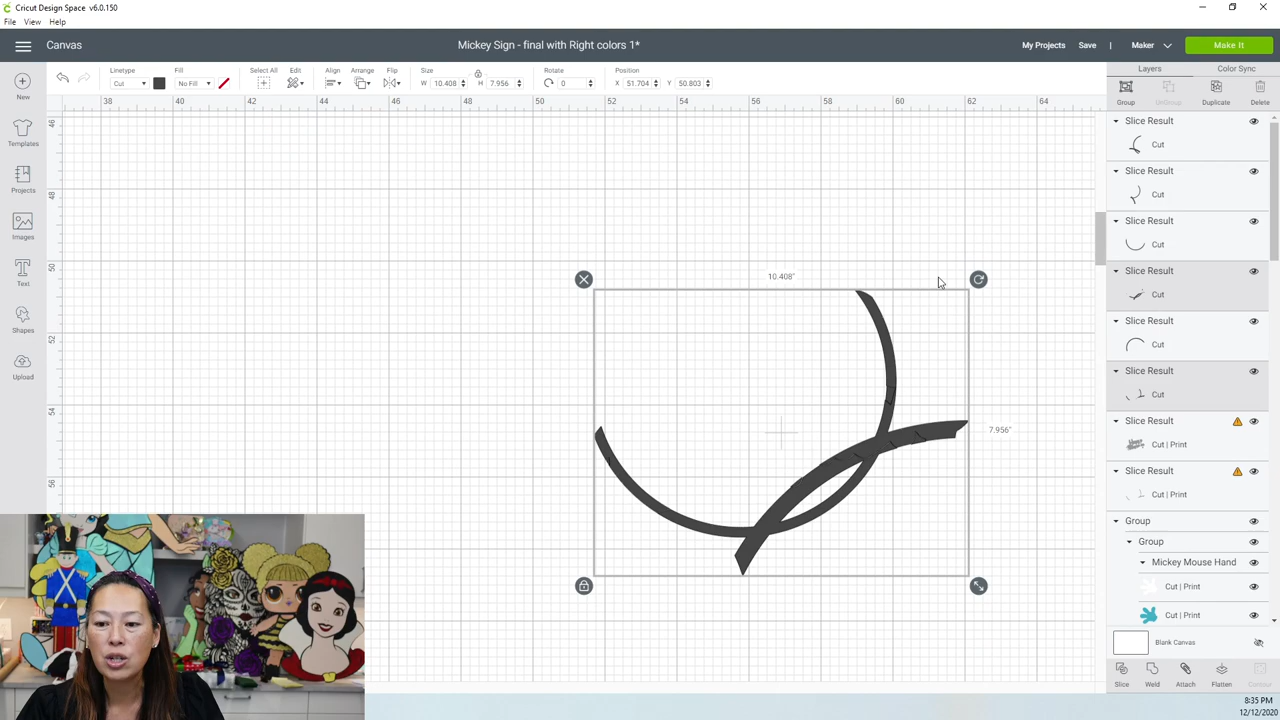 Cricut Design Space v6.0.150
File View Help
Canvas
Mickey Sign - final with Right colors 1*
My Projects Save | Maker Make It
Linetype Fill Select All Edit Align Arrange Flip Size Rotate Position
Cut No Fill W 10.408 H 7.956 0 X 51.704 Y 50.803
Layers Color Sync
Group UnGroup Duplicate Delete
38 40 42 44 46 48 50 52 54 56 58 60 62 64
46
48
50
52
54
56
New
Templates
Projects
Images
Text
Shapes
Upload
10.408"
7.956"
Slice Result
Cut
Slice Result
Cut
Slice Result
Cut
Slice Result
Cut
Slice Result
Cut
Slice Result
Cut
Slice Result
Cut | Print
Slice Result
Cut | Print
Group
Group
Mickey Mouse Hand
Cut | Print
Cut | Print
Blank Canvas
Slice Weld Attach Flatten Contour
8:35 PM
12/12/2020